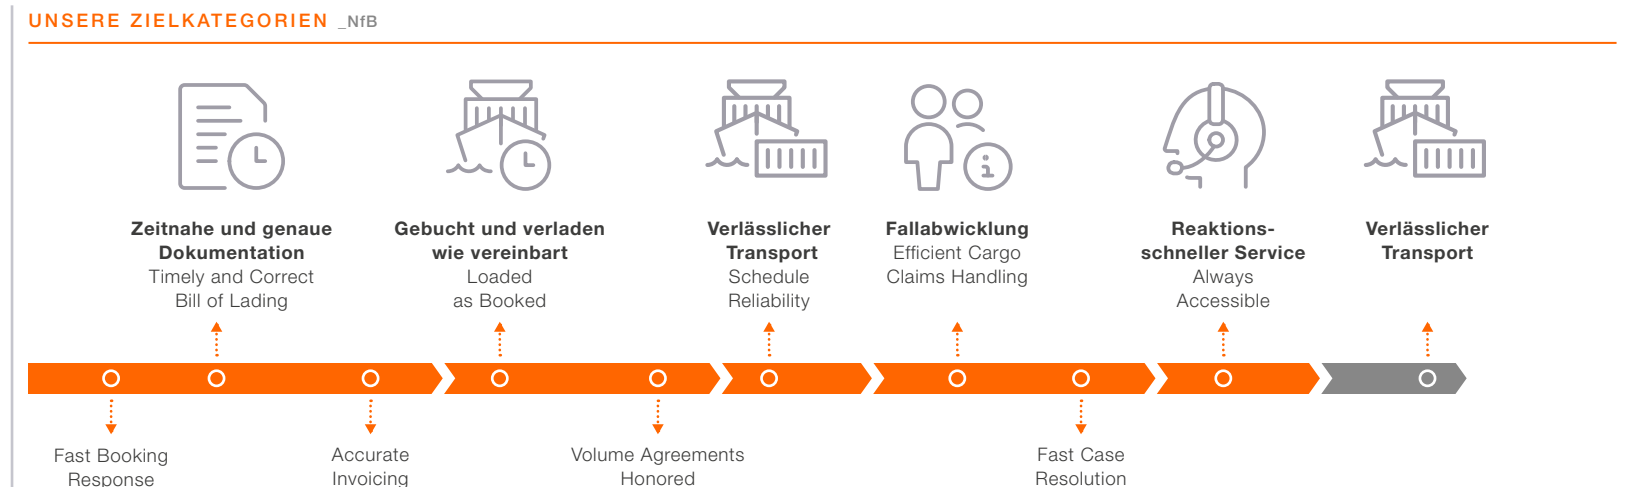 UNSERE ZIELKATEGORIEN _NfB
Zeitnahe und genaue
Dokumentation
Timely and Correct
Bill of Lading
Gebucht und verladen
wie vereinbart
Loaded
as Booked
Verlässlicher
Transport
Schedule
Reliability
Fallabwicklung
Efficient Cargo
Claims Handling
Reaktions-
schneller Service
Always
Accessible
Verlässlicher
Transport
Fast Booking
Response
Accurate
Invoicing
Volume Agreements
Honored
Fast Case
Resolution